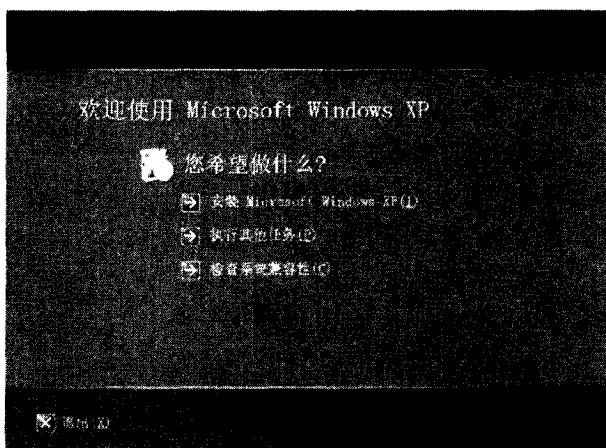 欢迎使用 Microsoft Windows XP
您希望做什么?
安装 Microsoft Windows XP(I)
执行其他任务(P)
检查系统兼容性(C)
退出(X)